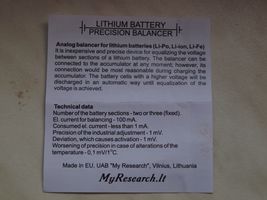 LITHIUM BATTERY
PRECISION BALANCER
Analog balancer for lithium batteries (Li-Po, Li-ion, Li-Fe)
It is inexpensive and precise device for equalizing the voltage
between sections of a lithium battery. The balancer can be
connected to the accumulator at any moment; however, its
connection would be most reasonable during charging the
accumulator. The battery cells with a higher voltage will be
discharged in an automatic way until equalization of the
voltage is achieved.
Technical data
Number of the battery sections - two or three (fixed).
El. current for balancing - 100 mA.
Consumed el. current - less than 1 mA.
Precision of the industrial adjustment - 1 mV.
Deviation, which causes activation - 1 mV.
Worsening of precision in case of alterations of the
temperature - 0,1 mV/1°C.
Made in EU, UAB "My Research", Vilnius, Lithuania
MyResearch.lt